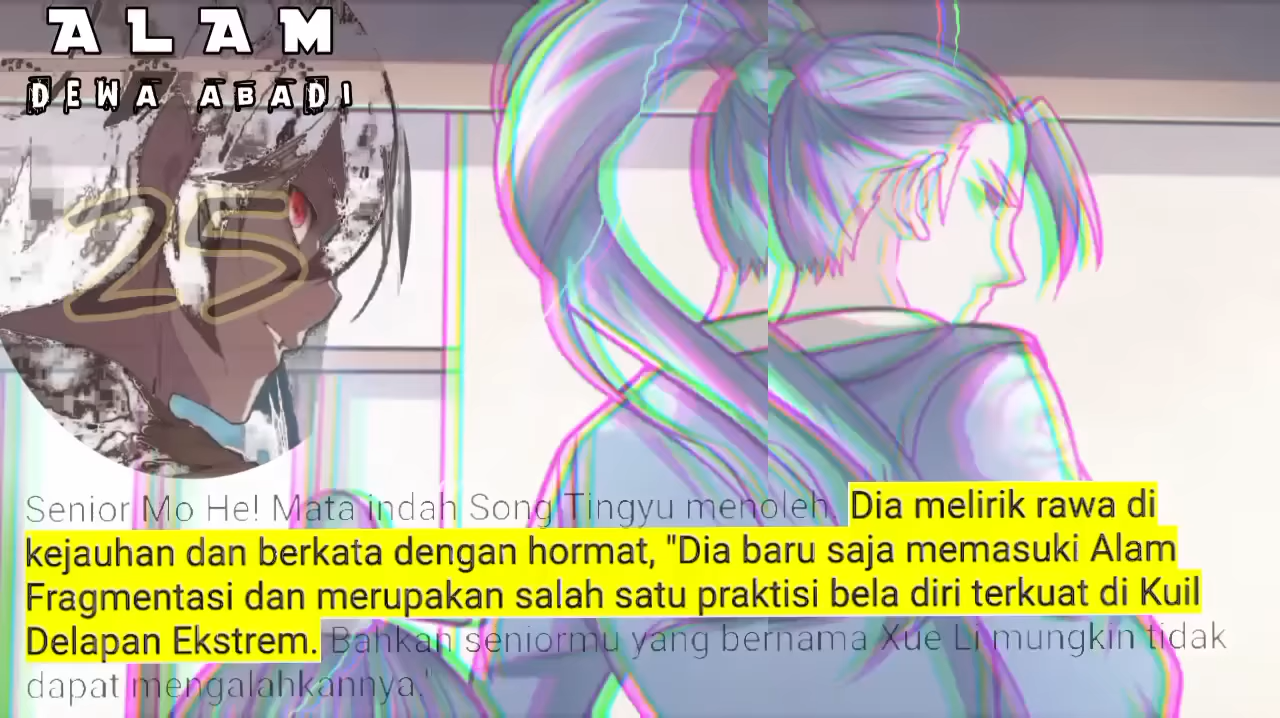 ALAM
DEWA ABADI
25
Senior Mo He! Mata indah Song Tingyu menoleh. Dia melirik rawa di
kejauhan dan berkata dengan hormat, "Dia baru saja memasuki Alam
Fragmentasi dan merupakan salah satu praktisi bela diri terkuat di Kuil
Delapan Ekstrem. Bahkan seniormu yang bernama Xue Li mungkin tidak
dapat mengalahkannya."